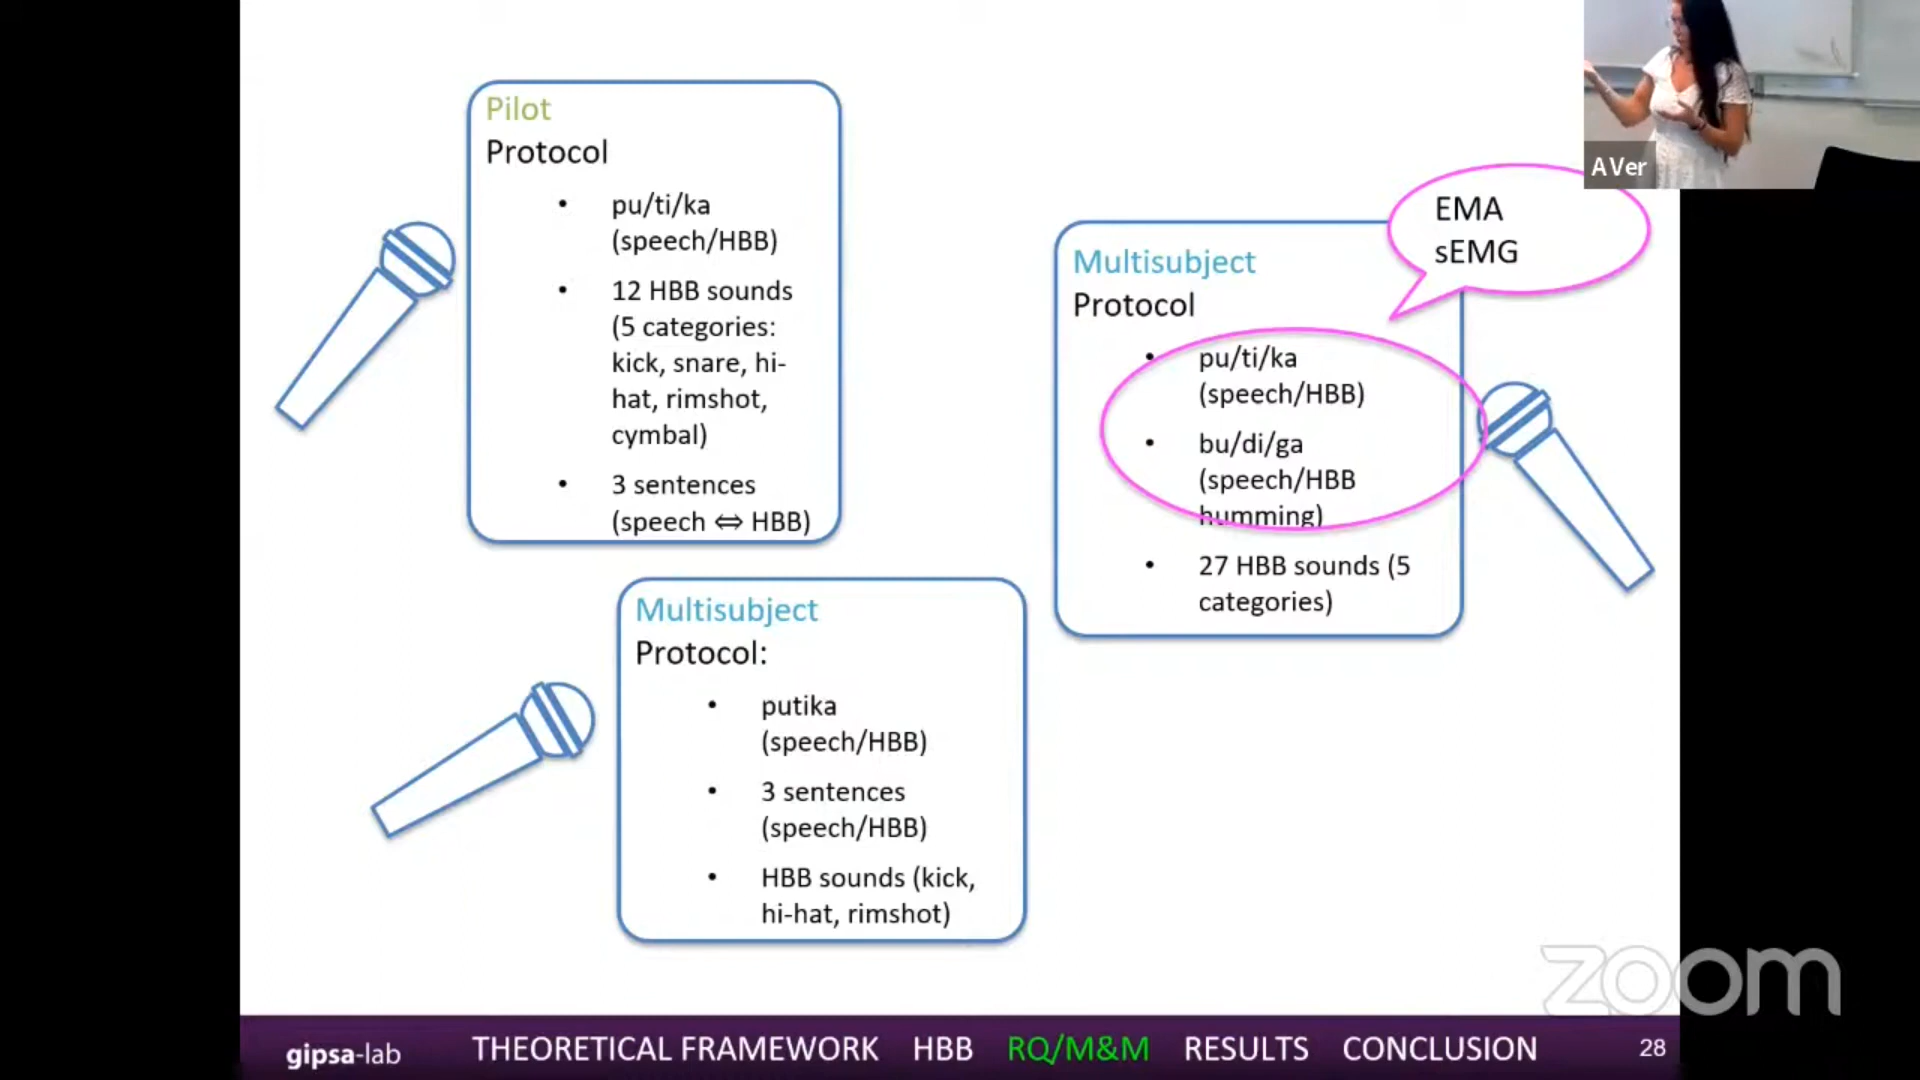 Pilot
Protocol
• pu/ti/ka
(speech/HBB)
• 12 HBB sounds
(5 categories:
kick, snare, hi-
hat, rimshot,
cymbal)
• 3 sentences
(speech ⇔ HBB)
Multisubject
Protocol:
• putika
(speech/HBB)
• 3 sentences
(speech/HBB)
• HBB sounds (kick,
hi-hat, rimshot)
EMA
sEMG
Multisubject
Protocol
• pu/ti/ka
(speech/HBB)
• bu/di/ga
(speech/HBB
humming)
• 27 HBB sounds (5
categories)
A Ver
zoom
gipsa-lab THEORETICAL FRAMEWORK HBB RQ/M&M RESULTS CONCLUSION 28